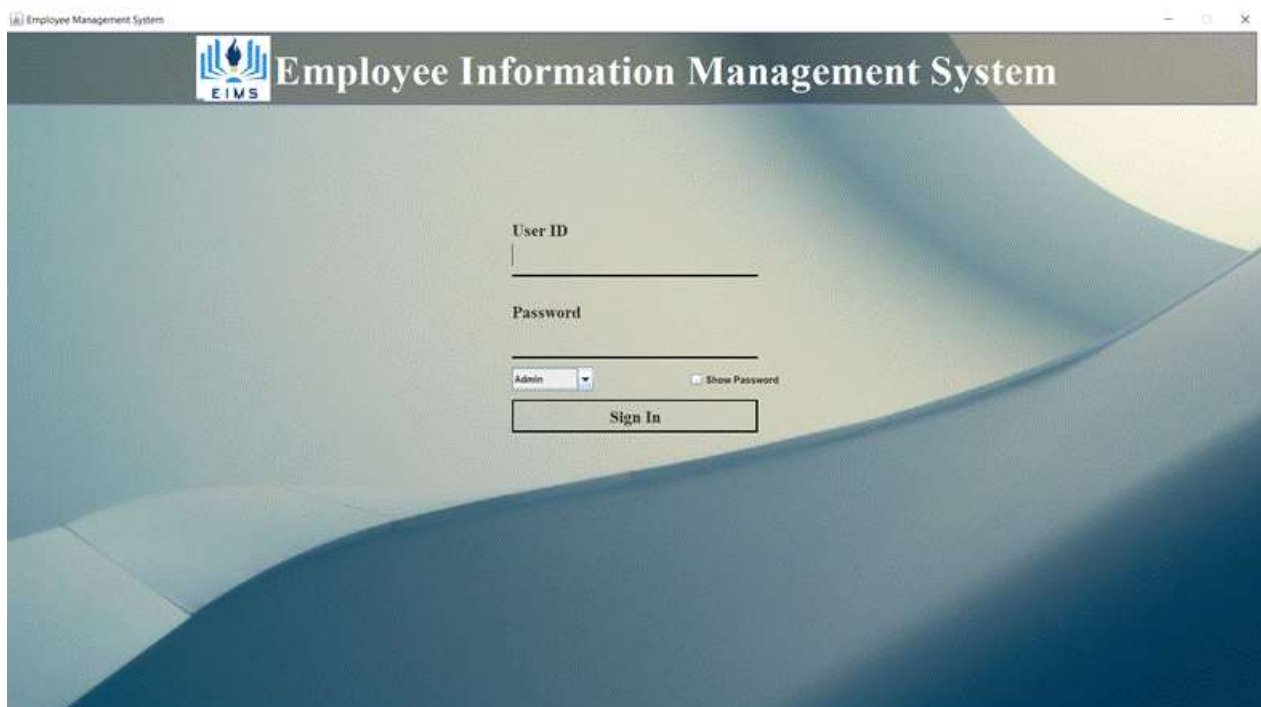 Employee Management System
EIMS
Employee Information Management System
User ID
Password
Admin
Show Password
Sign In